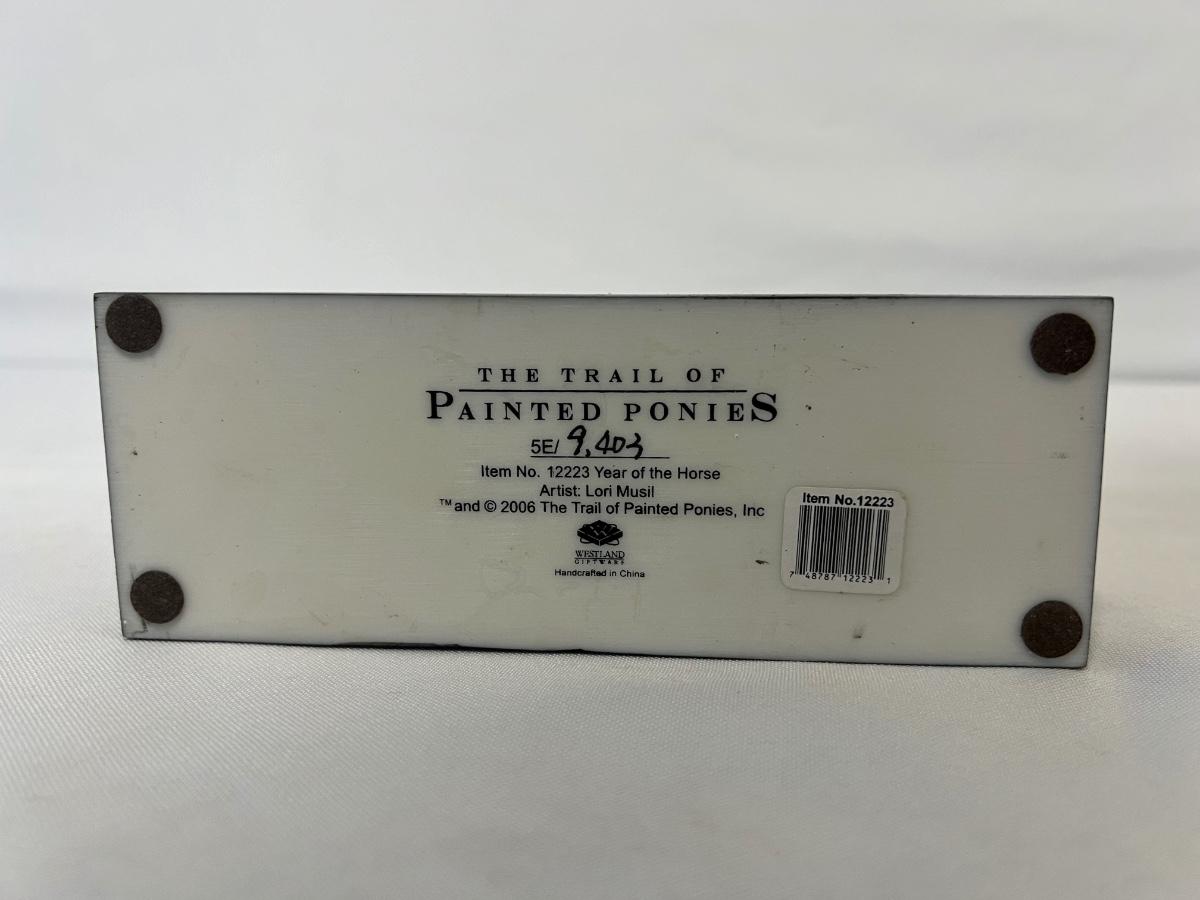 THE TRAIL OF
PAINTED PONIES
5E/ 9,403
Item No. 12223 Year of the Horse
Artist: Lori Musil
™ and © 2006 The Trail of Painted Ponies, Inc
WESTLAND
GIFTWARE
Handcrafted in China
Item No.12223
7 48787 12223 1